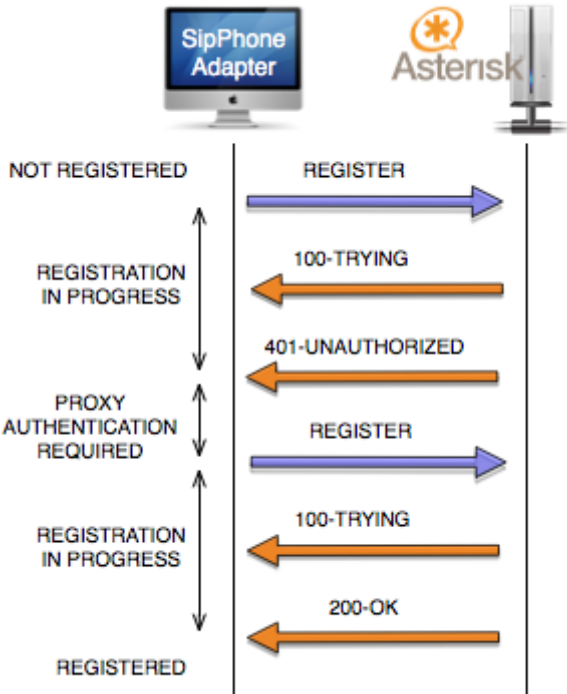 SipPhone
Adapter
Asterisk
NOT REGISTERED
REGISTER
100-TRYING
REGISTRATION
IN PROGRESS
401-UNAUTHORIZED
PROXY
AUTHENTICATION
REQUIRED
REGISTER
100-TRYING
REGISTRATION
IN PROGRESS
200-OK
REGISTERED